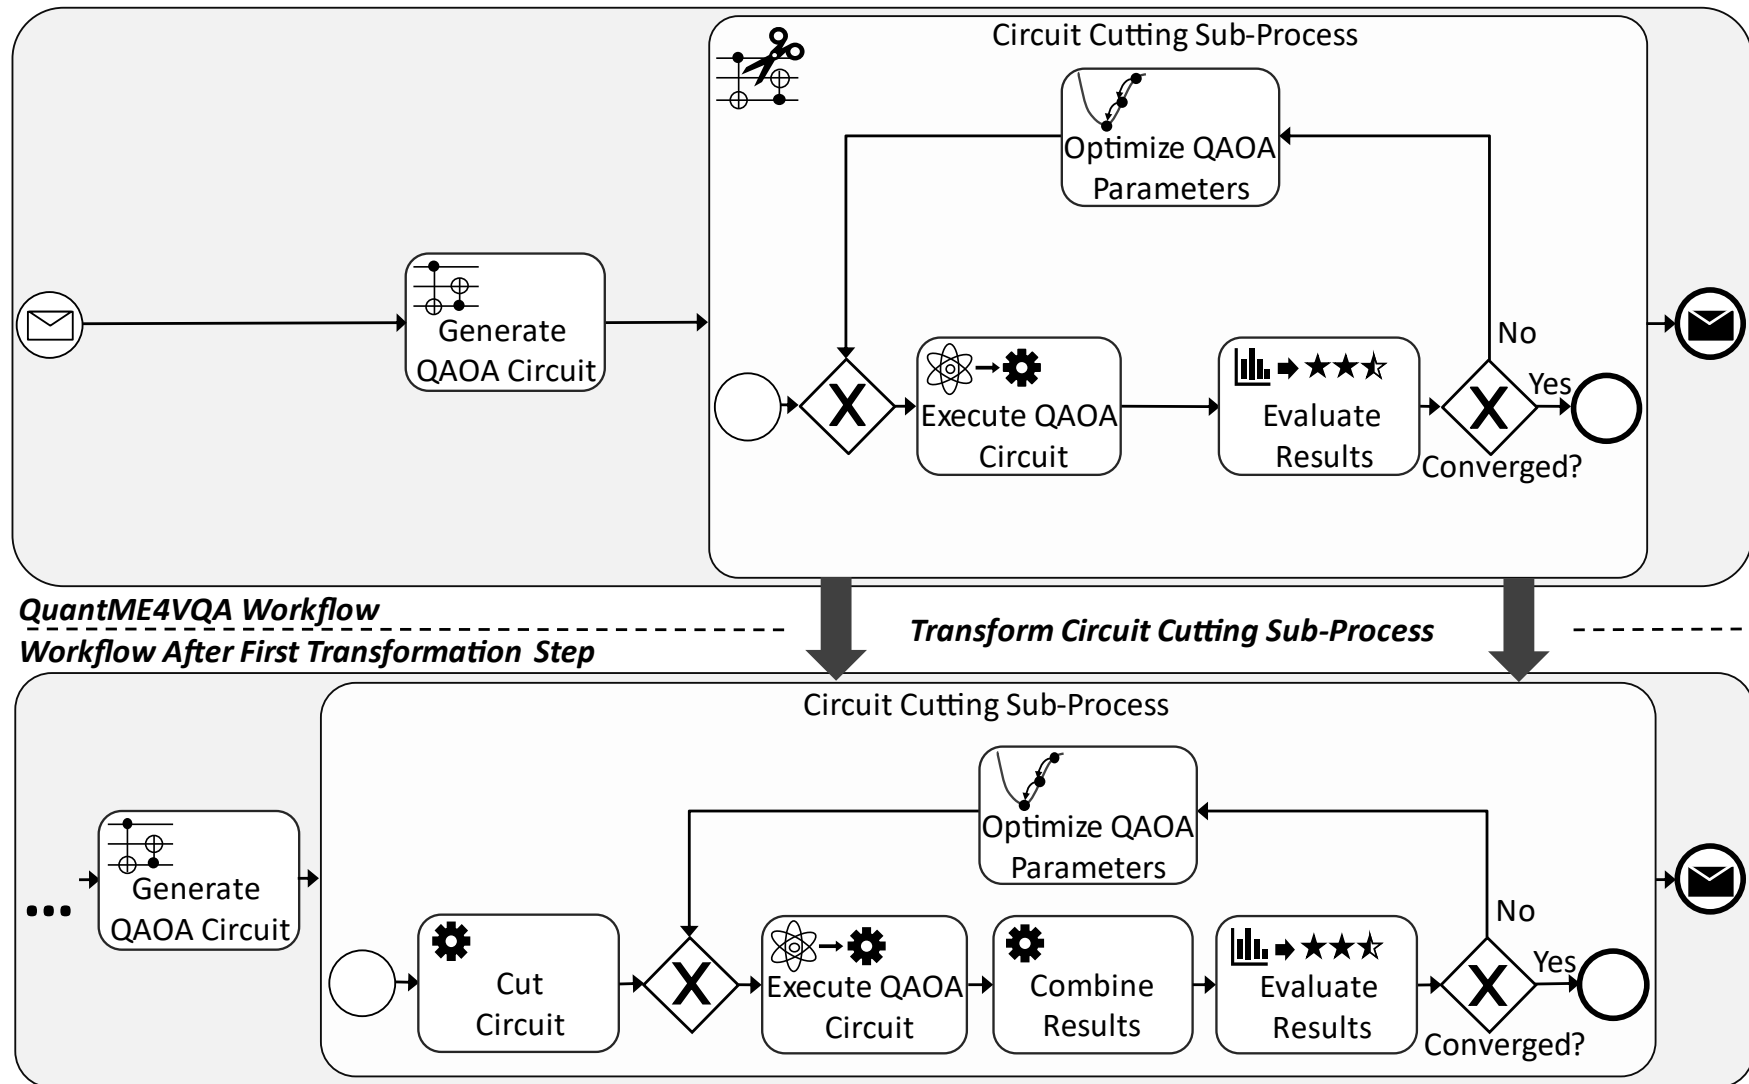 Circuit Cutting Sub-Process
Optimize QAOA
Parameters
Generate
QAOA Circuit
Execute QAOA
Circuit
Evaluate
Results
No
Yes
Converged?
QuantME4VQA Workflow
Workflow After First Transformation Step
Transform Circuit Cutting Sub-Process
Circuit Cutting Sub-Process
Optimize QAOA
Parameters
...
Generate
QAOA Circuit
Cut
Circuit
Execute QAOA
Circuit
Combine
Results
Evaluate
Results
No
Yes
Converged?